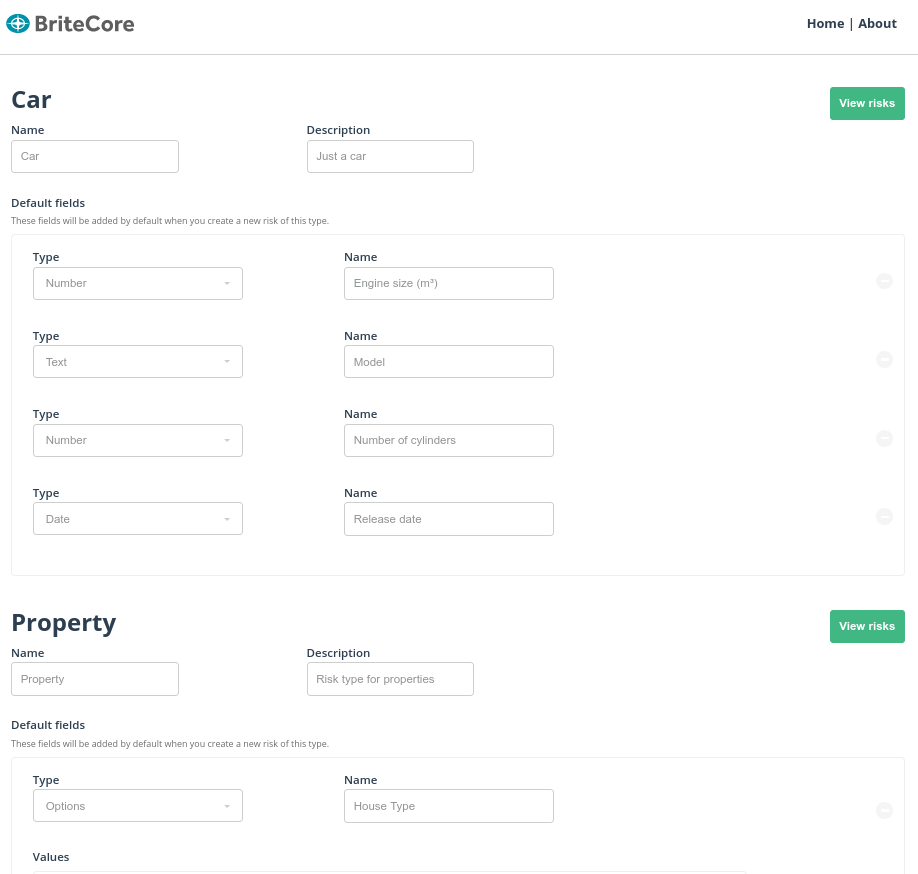 BriteCore
Home | About
Car
View risks
Name
Description
Car
Just a car
Default fields
These fields will be added by default when you create a new risk of this type.
Type
Name
Number
Engine size (m³)
Type
Name
Text
Model
Type
Name
Number
Number of cylinders
Type
Name
Date
Release date
Property
View risks
Name
Description
Property
Risk type for properties
Default fields
These fields will be added by default when you create a new risk of this type.
Type
Name
Options
House Type
Values